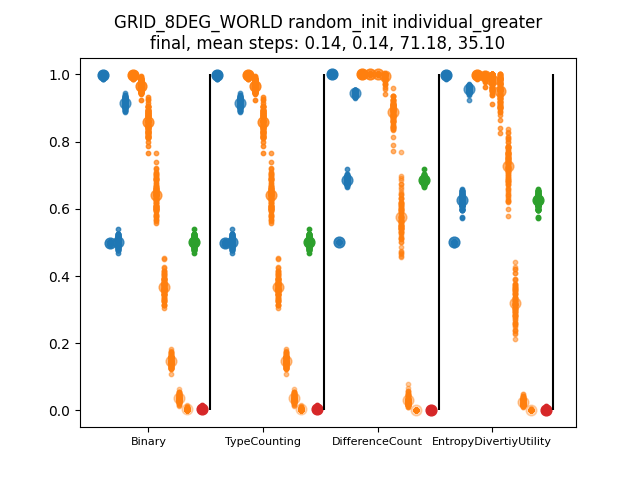 GRID_8DEG_WORLD random_init individual_greater
final, mean steps: 0.14, 0.14, 71.18, 35.10
1.0
0.8
0.6
0.4
0.2
0.0
Binary TypeCounting DifferenceCount EntropyDivertiyUtility